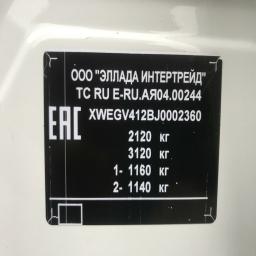 ООО "ЭЛЛАДА ИНТЕРТРЕЙД"
ТС RU E-RU.АЯ04.00244
EAC
XWEGV412BJ0002360
2120 кг
3120 кг
1- 1160 кг
2- 1140 кг